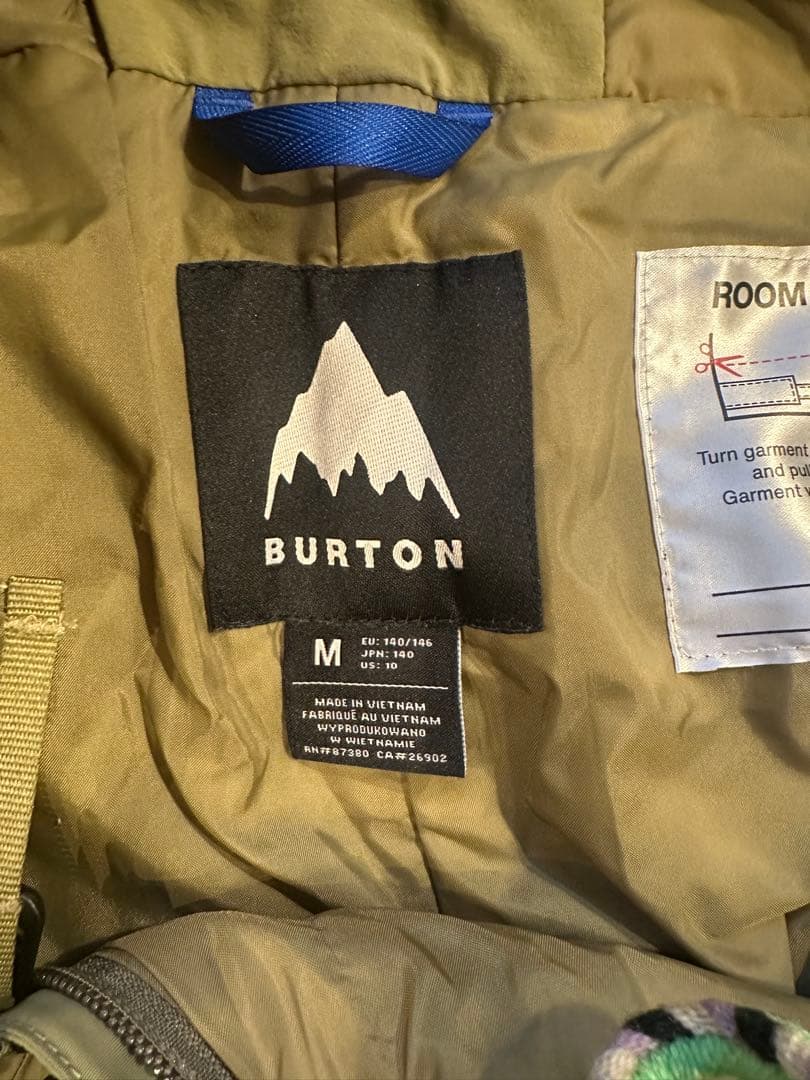 BURTON
M
EU: 140/146
JPN: 140
US: 10
MADE IN VIETNAM
FABRIQUÉ AU VIETNAM
WYPRODUKOWANO
W WIETNAMIE
RN#87380 CA#26902
ROOM
Turn garment
and pul
Garment